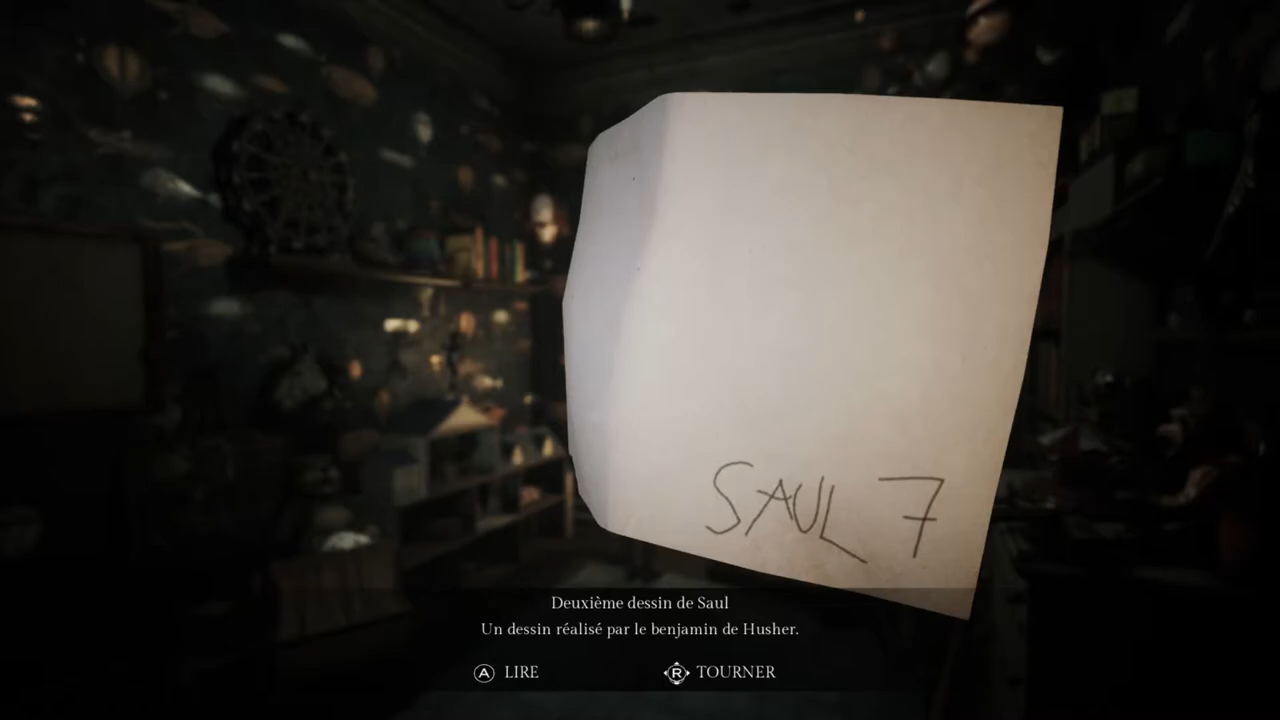 SAUL 7
Deuxième dessin de Saul
Un dessin réalisé par le benjamin de Husher.
A LIRE
R TOURNER